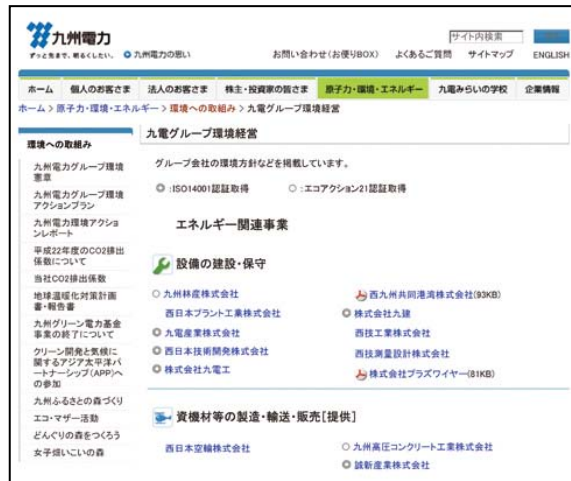 九州電力
ずっと先まで、明るくしたい。
九州電力の思い
お問い合わせ(お便りBOX)
よくあるご質問
サイトマップ
ENGLISH
サイト内検索
ホーム
個人のお客さま
法人のお客さま
株主・投資家の皆さま
原子力・環境・エネルギー
九電みらいの学校
企業情報
ホーム > 原子力・環境・エネルギー > 環境への取組み > 九電グループ環境経営
環境への取組み
九州電力グループ環境
憲章
九州電力グループ環境
アクションプラン
九州電力環境アクショ
ンレポート
平成22年度のCO2排出
係数について
当社CO2排出係数
地球温暖化対策計画
書・報告書
九州グリーン電力基金
事業の終了について
クリーン開発と気候に
関するアジア太平洋パ
ートナーシップ(APP)へ
の参加
九州ふるさとの森づくり
エコ・マザー活動
どんぐりの森をつくろう
女子畑いこいの森
九電グループ環境経営
グループ会社の環境方針などを掲載しています。
◎ :ISO14001認証取得
○ :エコアクション21認証取得
エネルギー関連事業
設備の建設・保守
○ 九州林産株式会社
西日本プラント工業株式会社
◎ 九電産業株式会社
◎ 西日本技術開発株式会社
◎ 株式会社九電工
西九州共同港湾株式会社(93KB)
◎ 株式会社九建
西技工業株式会社
西技測量設計株式会社
株式会社プラズワイヤー(81KB)
資機材等の製造・輸送・販売[提供]
西日本空輸株式会社
○ 九州高圧コンクリート工業株式会社
◎ 誠新産業株式会社